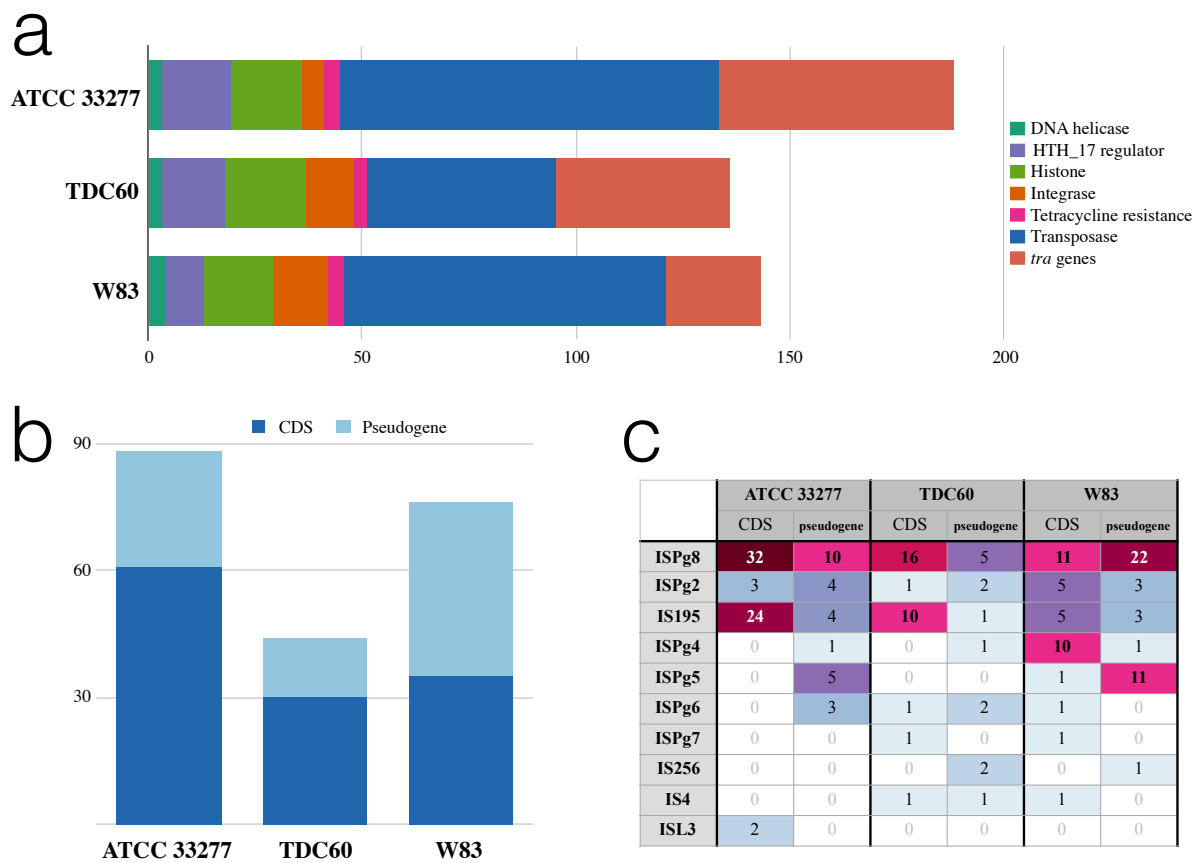 a
ATCC 33277
TDC60
W83
0 50 100 150 200
DNA helicase
HTH_17 regulator
Histone
Integrase
Tetracycline resistance
Transposase
tra genes
b
CDS Pseudogene
90
60
30
ATCC 33277 TDC60 W83
c
ATCC 33277 TDC60 W83
CDS pseudogene CDS pseudogene CDS pseudogene
ISPg8 32 10 16 5 11 22
ISPg2 3 4 1 2 5 3
IS195 24 4 10 1 5 3
ISPg4 0 1 0 1 10 1
ISPg5 0 5 0 0 1 11
ISPg6 0 3 1 2 1 0
ISPg7 0 0 1 0 1 0
IS256 0 0 0 2 0 1
IS4 0 0 1 1 1 0
ISL3 2 0 0 0 0 0